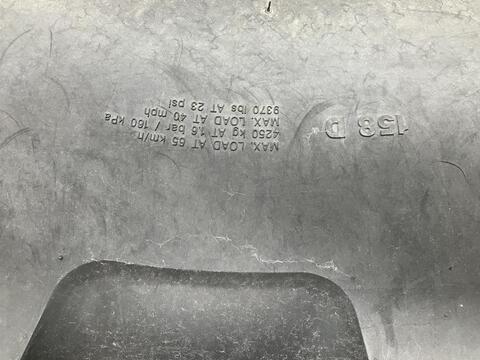 158 D
MAX. LOAD AT 65 km/h
4250 kg AT 1.6 bar / 160 kPa
MAX. LOAD AT 40 mph
9370 lbs AT 23 psi